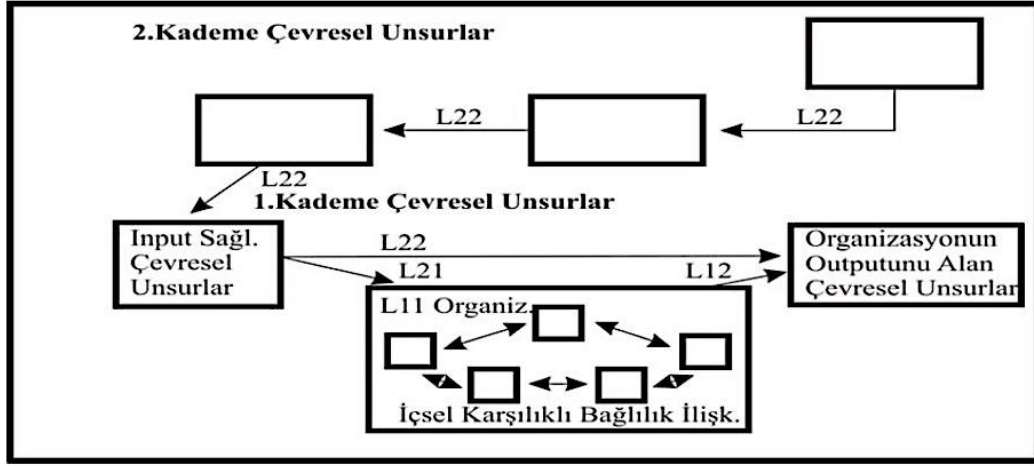 2.Kademe Çevresel Unsurlar
L22
L22
L22
1.Kademe Çevresel Unsurlar
Input Sağl.
Çevresel
Unsurlar
L22
L21
L12
Organizasyonun
Outputunu Alan
Çevresel Unsurlar
L11 Organiz.
İçsel Karşılıklı Bağlılık İlişk.